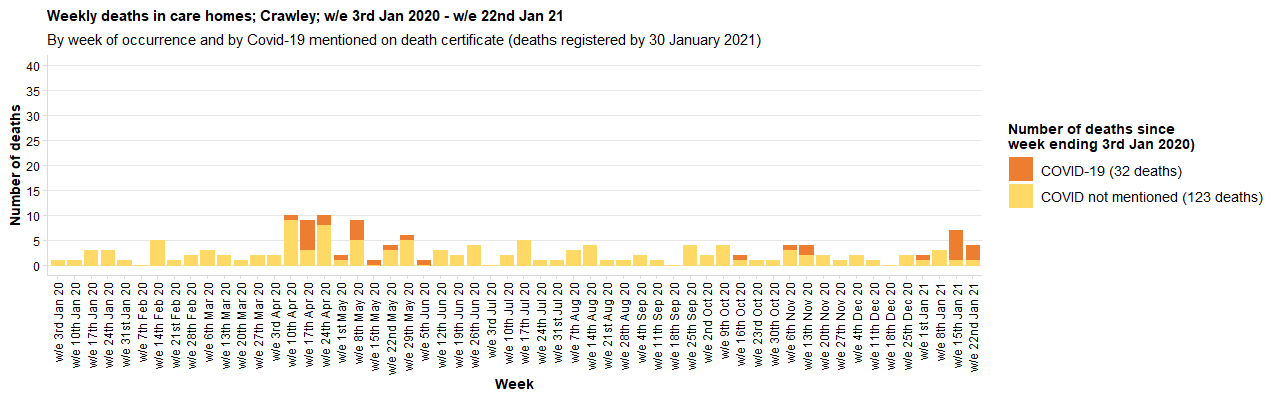 Weekly deaths in care homes; Crawley; w/e 3rd Jan 2020 - w/e 22nd Jan 21
By week of occurrence and by Covid-19 mentioned on death certificate (deaths registered by 30 January 2021)
Number of deaths
40
35
30
25
20
15
10
5
0
w/e 3rd Jan 20
w/e 10th Jan 20
w/e 17th Jan 20
w/e 24th Jan 20
w/e 31st Jan 20
w/e 7th Feb 20
w/e 14th Feb 20
w/e 21st Feb 20
w/e 28th Feb 20
w/e 6th Mar 20
w/e 13th Mar 20
w/e 20th Mar 20
w/e 27th Mar 20
w/e 3rd Apr 20
w/e 10th Apr 20
w/e 17th Apr 20
w/e 24th Apr 20
w/e 1st May 20
w/e 8th May 20
w/e 15th May 20
w/e 22nd May 20
w/e 29th May 20
w/e 5th Jun 20
w/e 12th Jun 20
w/e 19th Jun 20
w/e 26th Jun 20
w/e 3rd Jul 20
w/e 10th Jul 20
w/e 17th Jul 20
w/e 24th Jul 20
w/e 31st Jul 20
w/e 7th Aug 20
w/e 14th Aug 20
w/e 21st Aug 20
w/e 28th Aug 20
w/e 4th Sep 20
w/e 11th Sep 20
w/e 18th Sep 20
w/e 25th Sep 20
w/e 2nd Oct 20
w/e 9th Oct 20
w/e 16th Oct 20
w/e 23rd Oct 20
w/e 30th Oct 20
w/e 6th Nov 20
w/e 13th Nov 20
w/e 20th Nov 20
w/e 27th Nov 20
w/e 4th Dec 20
w/e 11th Dec 20
w/e 18th Dec 20
w/e 25th Dec 20
w/e 1st Jan 21
w/e 8th Jan 21
w/e 15th Jan 21
w/e 22nd Jan 21
Week
Number of deaths since
week ending 3rd Jan 2020)
COVID-19 (32 deaths)
COVID not mentioned (123 deaths)